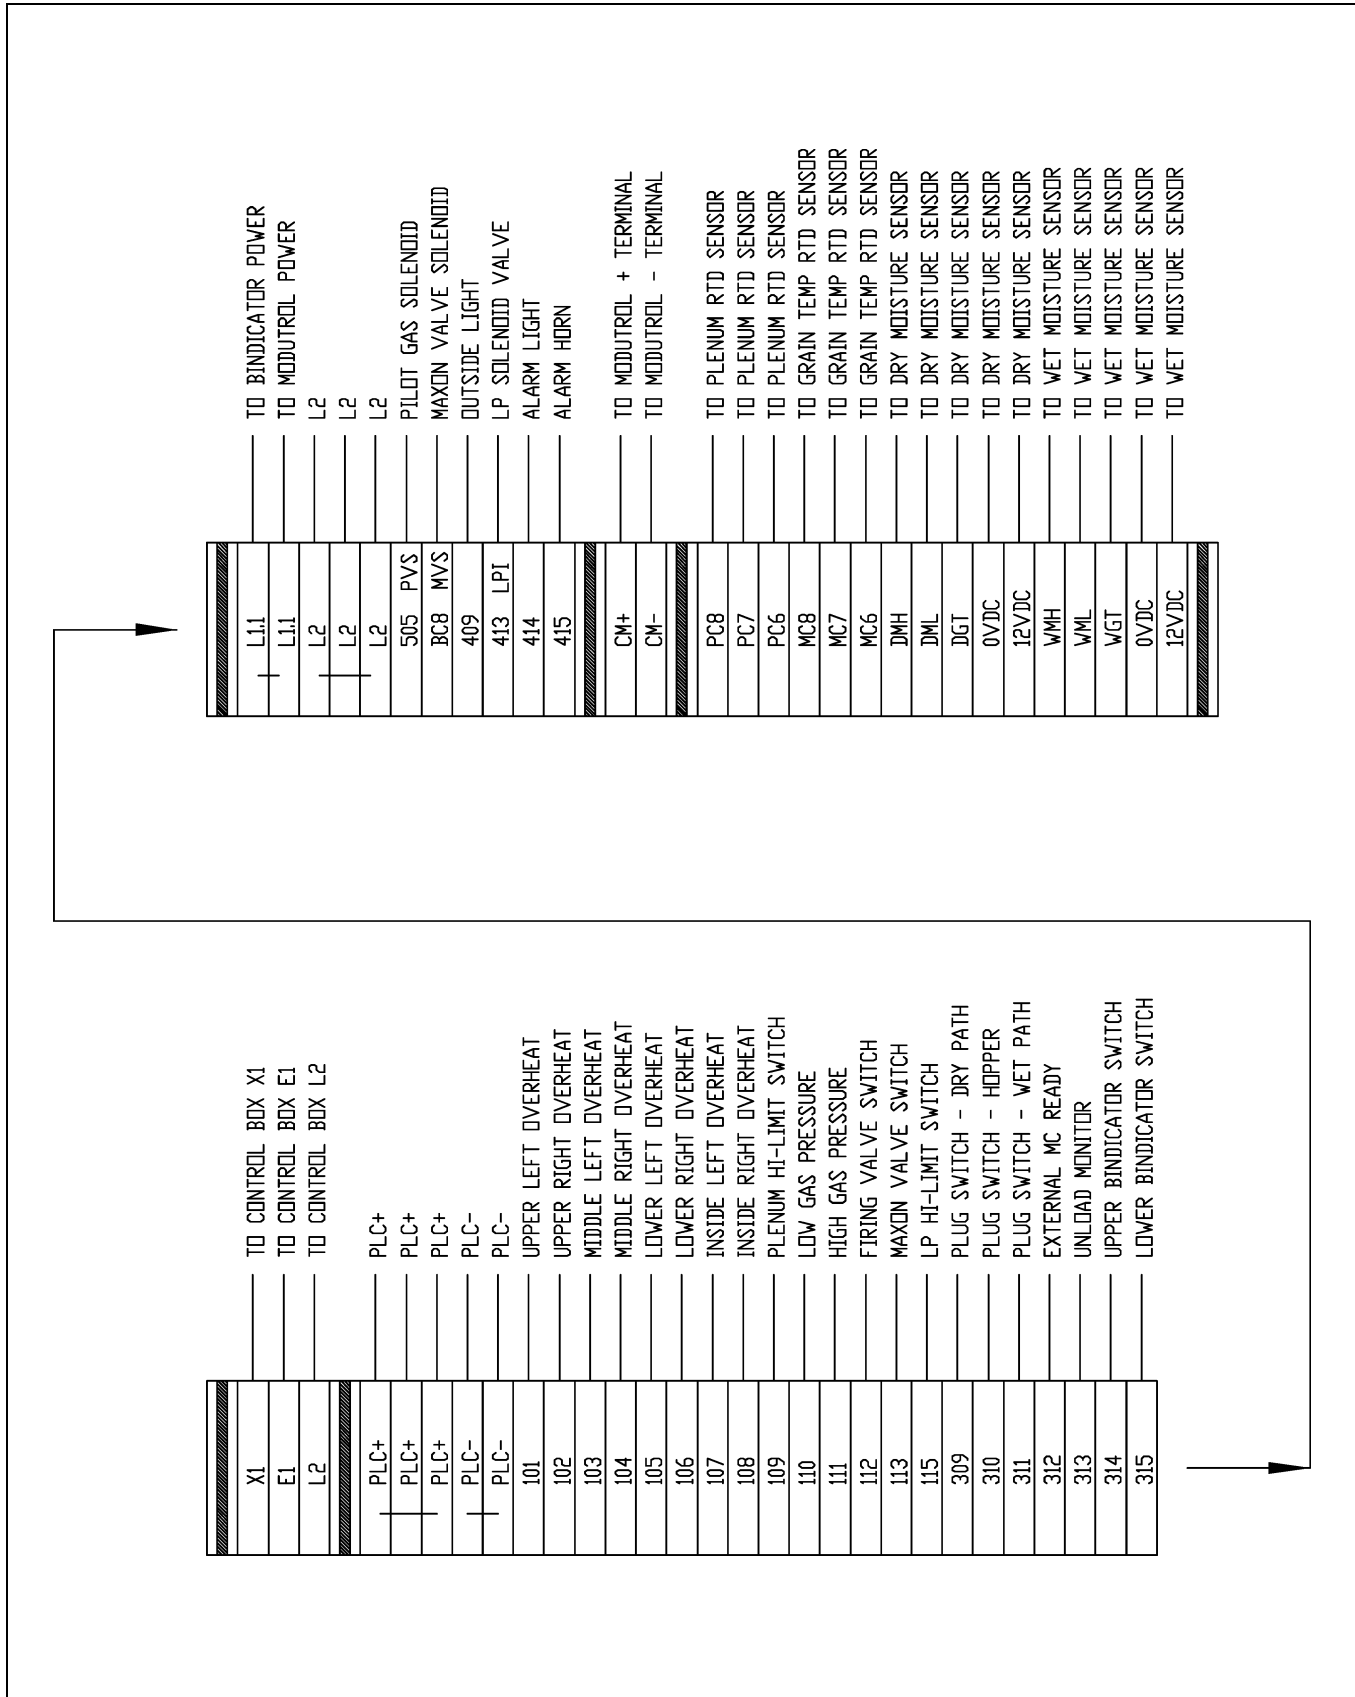 X1 TO CONTROL BOX X1
E1 TO CONTROL BOX E1
L2 TO CONTROL BOX L2
PLC+ PLC+
PLC+ PLC+
PLC+ PLC+
PLC- PLC-
PLC- PLC-
101 UPPER LEFT OVERHEAT
102 UPPER RIGHT OVERHEAT
103 MIDDLE LEFT OVERHEAT
104 MIDDLE RIGHT OVERHEAT
105 LOWER LEFT OVERHEAT
106 LOWER RIGHT OVERHEAT
107 INSIDE LEFT OVERHEAT
108 INSIDE RIGHT OVERHEAT
109 PLENUM HI-LIMIT SWITCH
110 LOW GAS PRESSURE
111 HIGH GAS PRESSURE
112 FIRING VALVE SWITCH
113 MAXON VALVE SWITCH
115 LP HI-LIMIT SWITCH
309 PLUG SWITCH - DRY PATH
310 PLUG SWITCH - HOPPER
311 PLUG SWITCH - WET PATH
312 EXTERNAL MC READY
313 UNLOAD MONITOR
314 UPPER BINDICATOR SWITCH
315 LOWER BINDICATOR SWITCH
L1.1 TO BINDICATOR POWER
L1.1 TO MODUTROL POWER
L2 L2
L2 L2
L2 L2
505 PVS PILOT GAS SOLENOID
BC8 MVS MAXON VALVE SOLENOID
409 OUTSIDE LIGHT
413 LPI LP SOLENOID VALVE
414 ALARM LIGHT
415 ALARM HORN
CM+ TO MODUTROL + TERMINAL
CM- TO MODUTROL - TERMINAL
PC8 TO PLENUM RTD SENSOR
PC7 TO PLENUM RTD SENSOR
PC6 TO PLENUM RTD SENSOR
MC8 TO GRAIN TEMP RTD SENSOR
MC7 TO GRAIN TEMP RTD SENSOR
MC6 TO GRAIN TEMP RTD SENSOR
DMH TO DRY MOISTURE SENSOR
DML TO DRY MOISTURE SENSOR
DGT TO DRY MOISTURE SENSOR
0VDC TO DRY MOISTURE SENSOR
12VDC TO DRY MOISTURE SENSOR
WMH TO WET MOISTURE SENSOR
WML TO WET MOISTURE SENSOR
WGT TO WET MOISTURE SENSOR
0VDC TO WET MOISTURE SENSOR
12VDC TO WET MOISTURE SENSOR